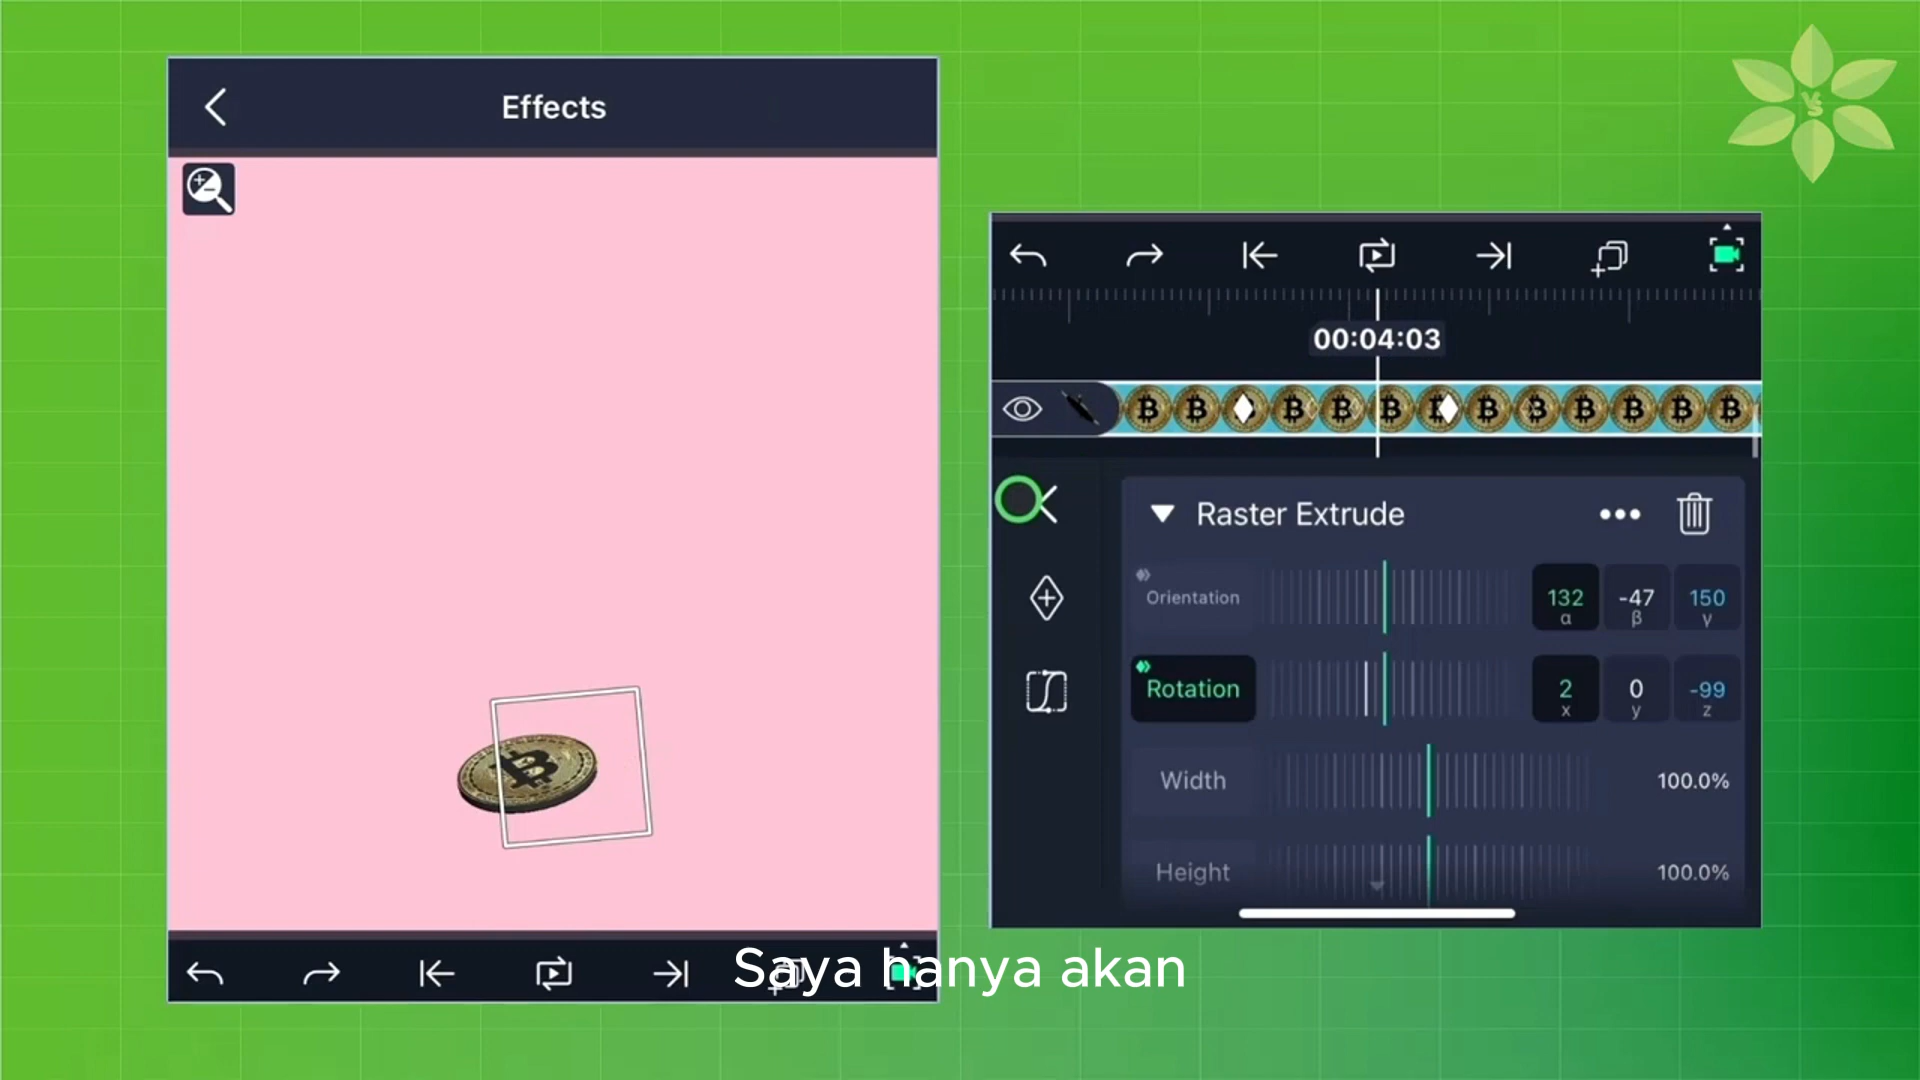 Effects
VS
00:04:03
Raster Extrude
Orientation
132 -47 150
α β γ
Rotation
2 0 -99
x y z
Width 100.0%
Height 100.0%
Saya hanya akan